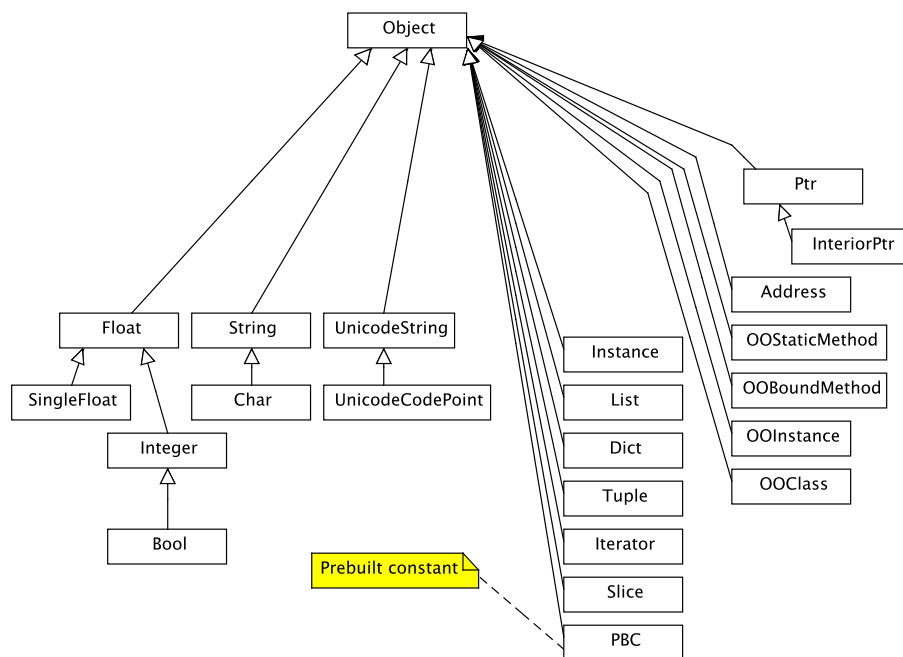 Object
Ptr
InteriorPtr
Address
Float
String
UnicodeString
OOStaticMethod
Instance
OOBoundMethod
SingleFloat
Char
UnicodeCodePoint
List
OOInstance
Integer
Dict
OOClass
Tuple
Bool
Iterator
Prebuilt constant
Slice
PBC